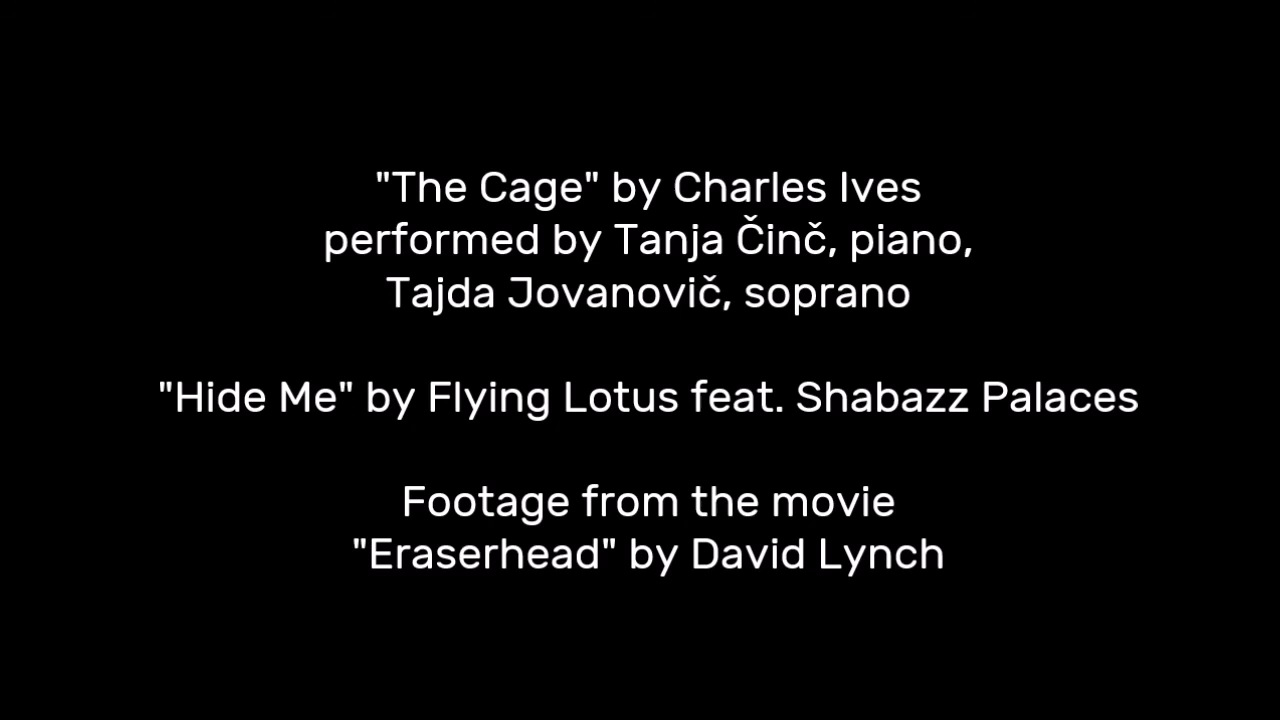 "The Cage" by Charles Ives
performed by Tanja Činč, piano,
Tajda Jovanovič, soprano
"Hide Me" by Flying Lotus feat. Shabazz Palaces
Footage from the movie
"Eraserhead" by David Lynch